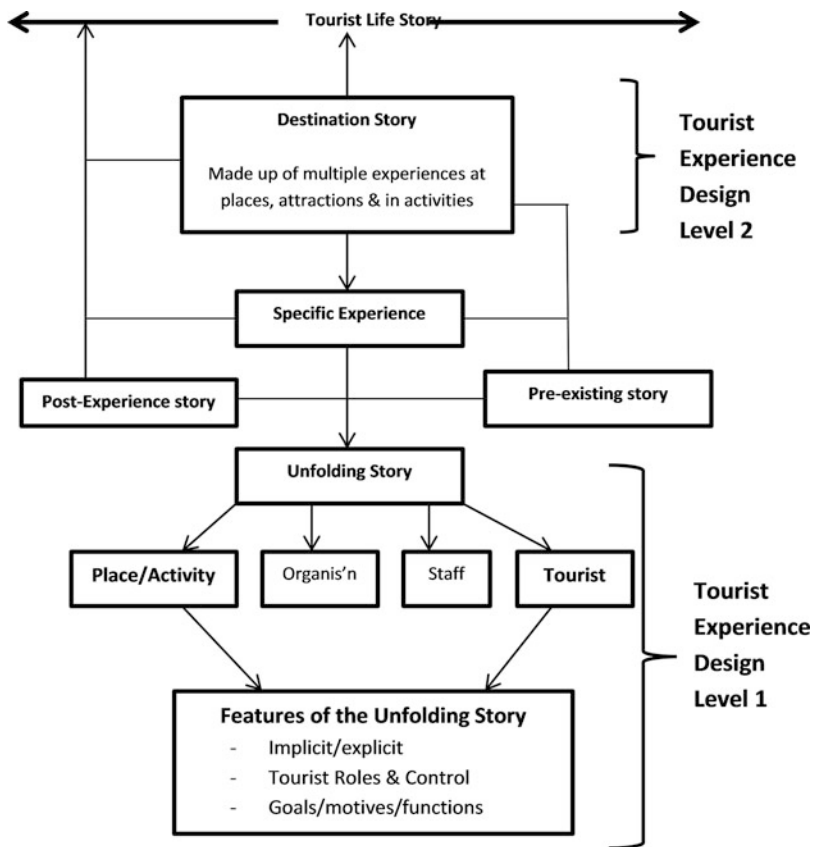 Tourist Life Story
Destination Story
Made up of multiple experiences at
places, attractions & in activities
Tourist
Experience
Design
Level 2
Specific Experience
Post-Experience story
Pre-existing story
Unfolding Story
Place/Activity
Organis'n
Staff
Tourist
Tourist
Experience
Design
Level 1
Features of the Unfolding Story
- Implicit/explicit
- Tourist Roles & Control
- Goals/motives/functions